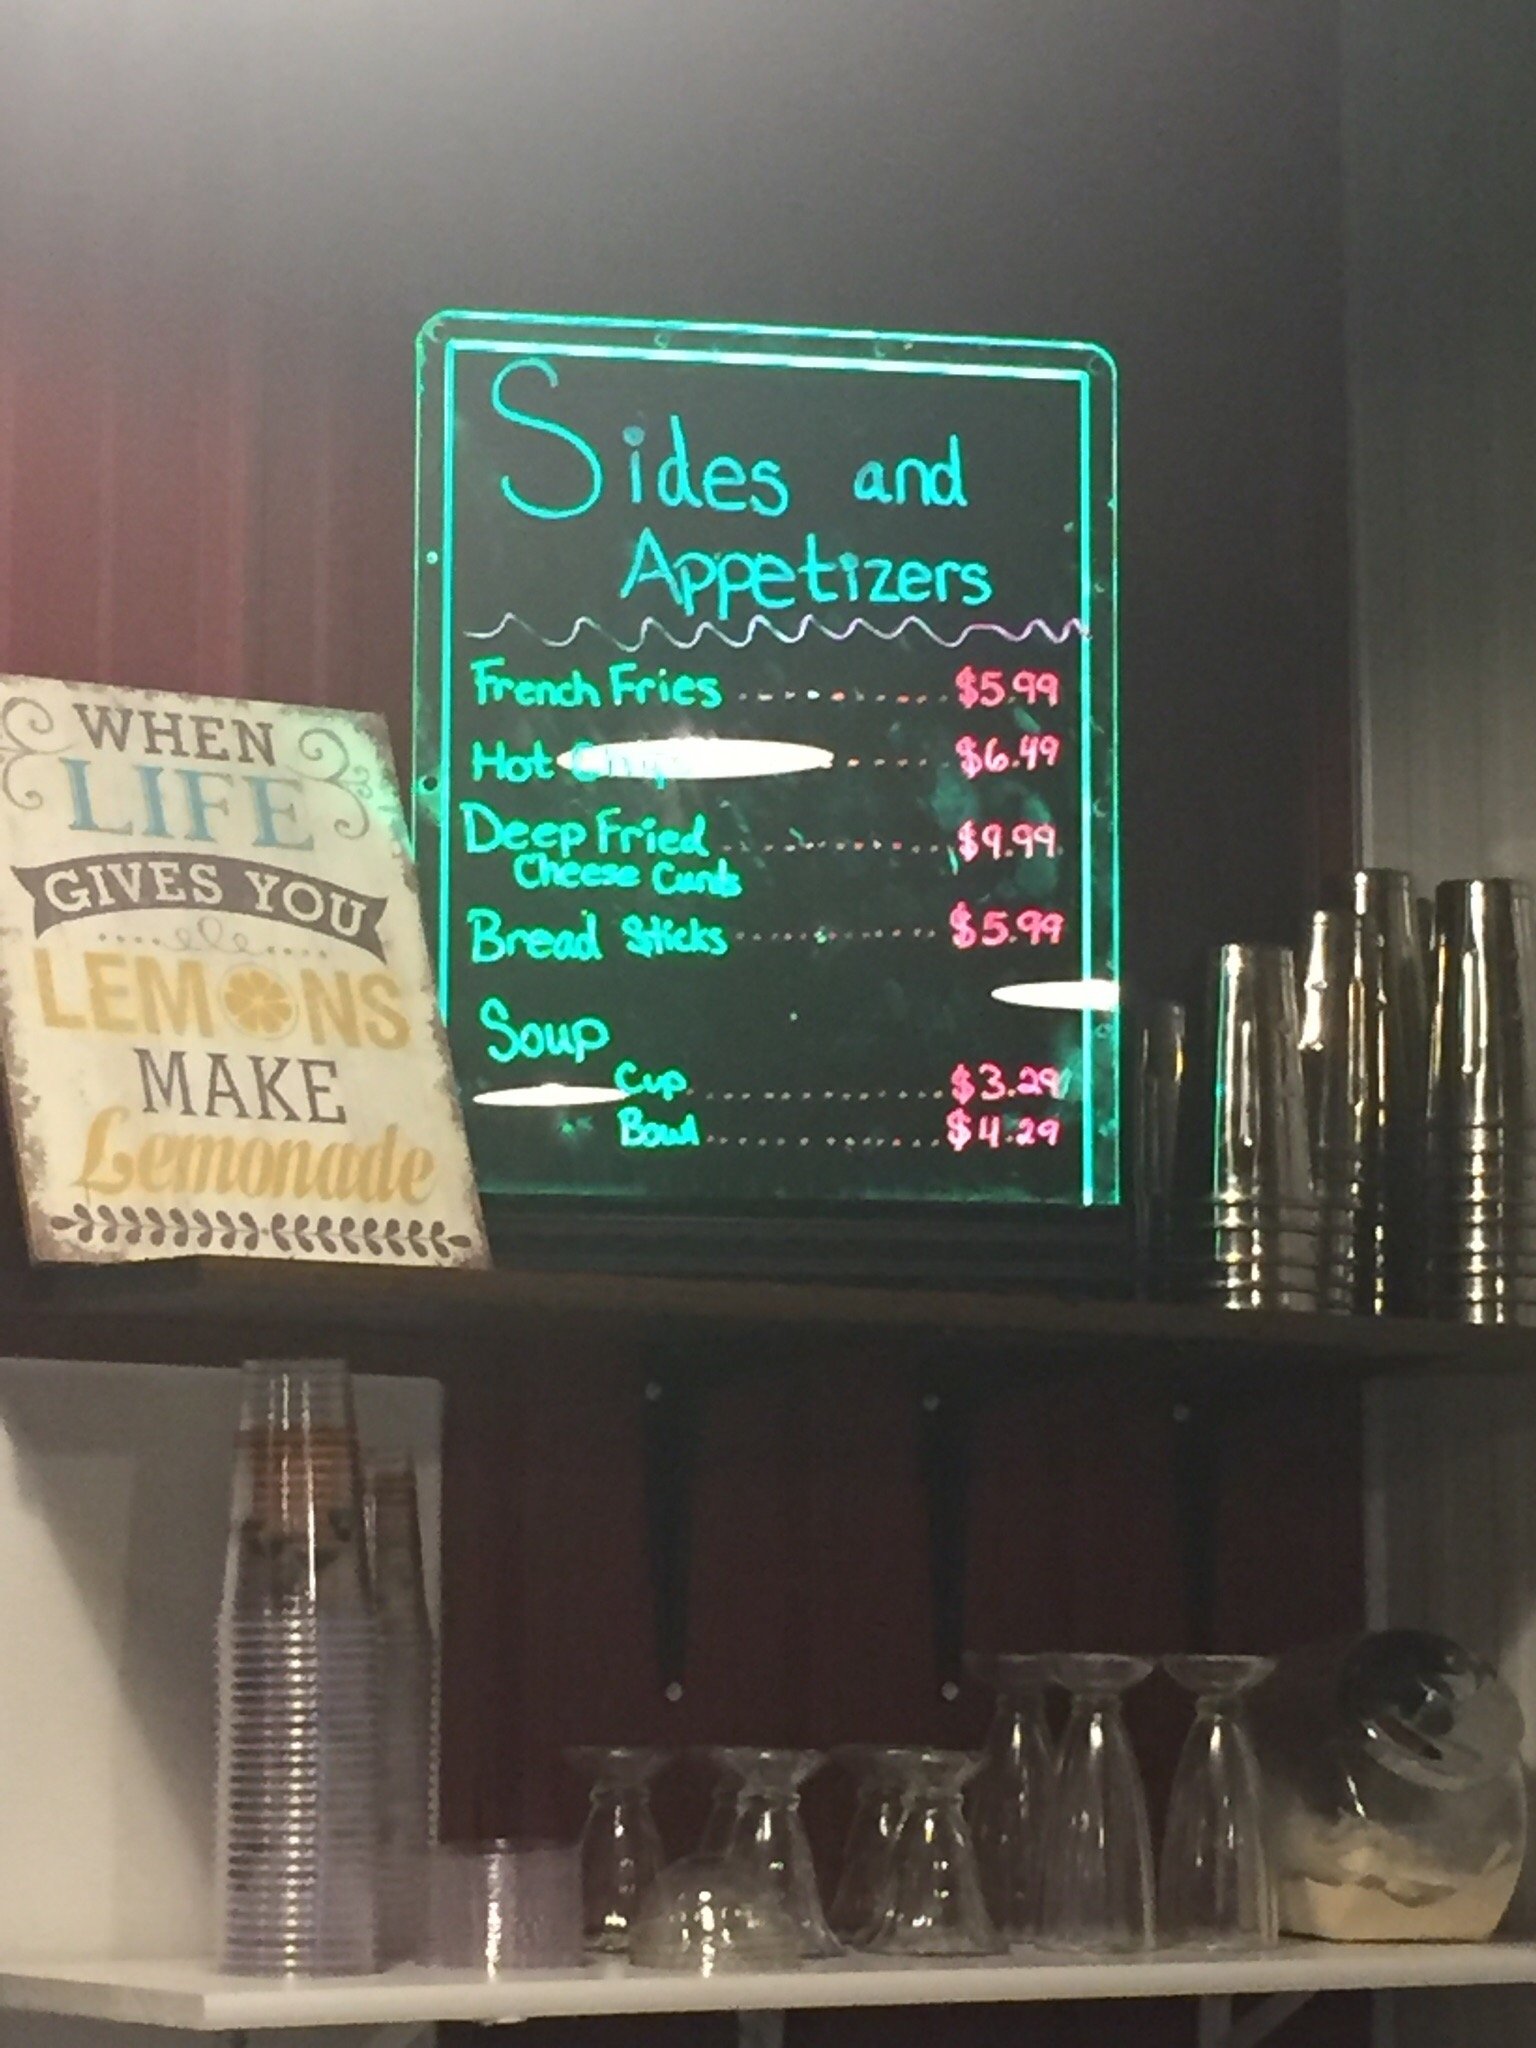 Sides and
Appetizers
French Fries ........... $5.99
Hot Chips ...... $6.49
Deep Fried ............ $9.99
Cheese Curds
Bread Sticks ............ $5.99
Soup
Cup ............. $3.29
Bowl ............. $4.29
WHEN
LIFE
GIVES YOU
LEMONS
MAKE
Lemonade